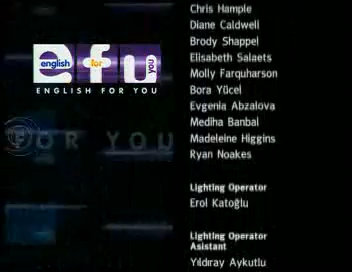 english for you
efu
ENGLISH FOR YOU
FOR YOU
Chris Hample
Diane Caldwell
Brody Shappel
Elisabeth Salaets
Molly Farquharson
Bora Yücel
Evgenia Abzalova
Mediha Banbal
Madeleine Higgins
Ryan Noakes
Lighting Operator
Erol Katoğlu
Lighting Operator
Asistant
Yıldıray Aykutlu